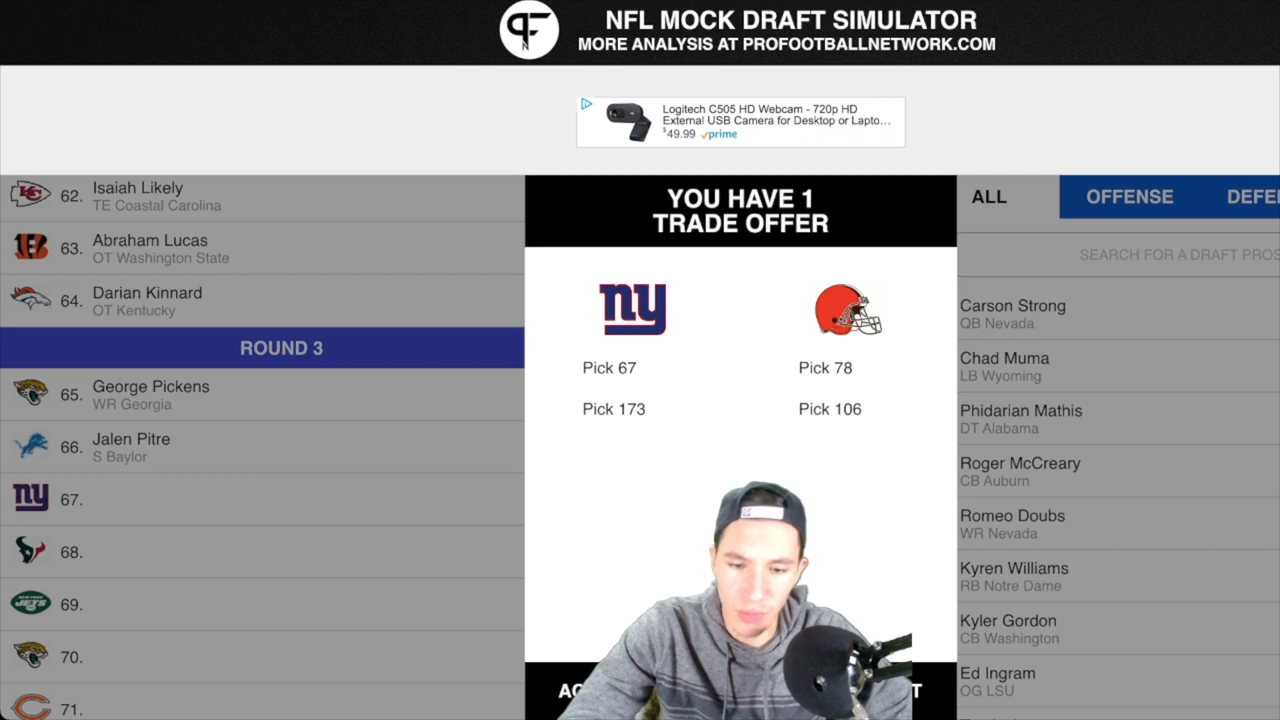 NFL MOCK DRAFT SIMULATOR
MORE ANALYSIS AT PROFOOTBALLNETWORK.COM
Logitech C505 HD Webcam - 720p HD
External USB Camera for Desktop or Lapto...
$49.99 prime
62. Isaiah Likely
TE Coastal Carolina
63. Abraham Lucas
OT Washington State
64. Darian Kinnard
OT Kentucky
ROUND 3
65. George Pickens
WR Georgia
66. Jalen Pitre
S Baylor
ny
67.
68.
JETS
69.
70.
71.
YOU HAVE 1
TRADE OFFER
ny
Pick 67
Pick 78
Pick 173
Pick 106
ALL
OFFENSE
DEFE
SEARCH FOR A DRAFT PROS
Carson Strong
QB Nevada
Chad Muma
LB Wyoming
Phidarian Mathis
DT Alabama
Roger McCreary
CB Auburn
Romeo Doubs
WR Nevada
Kyren Williams
RB Notre Dame
Kyler Gordon
CB Washington
Ed Ingram
OG LSU